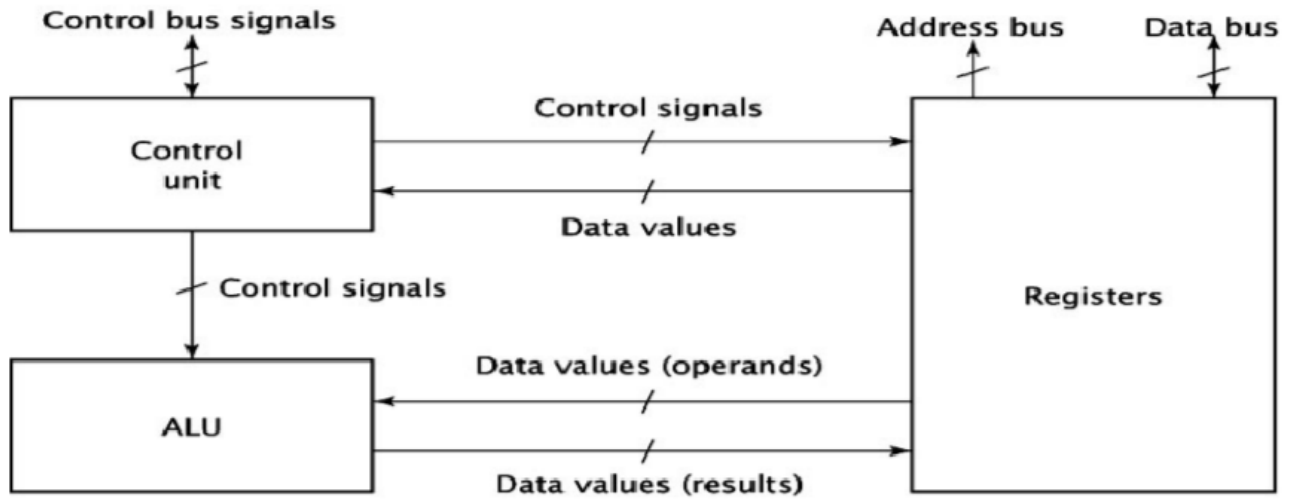 Control bus signals
Address bus
Data bus
Control signals
Control
unit
Data values
Control signals
Registers
Data values (operands)
ALU
Data values (results)